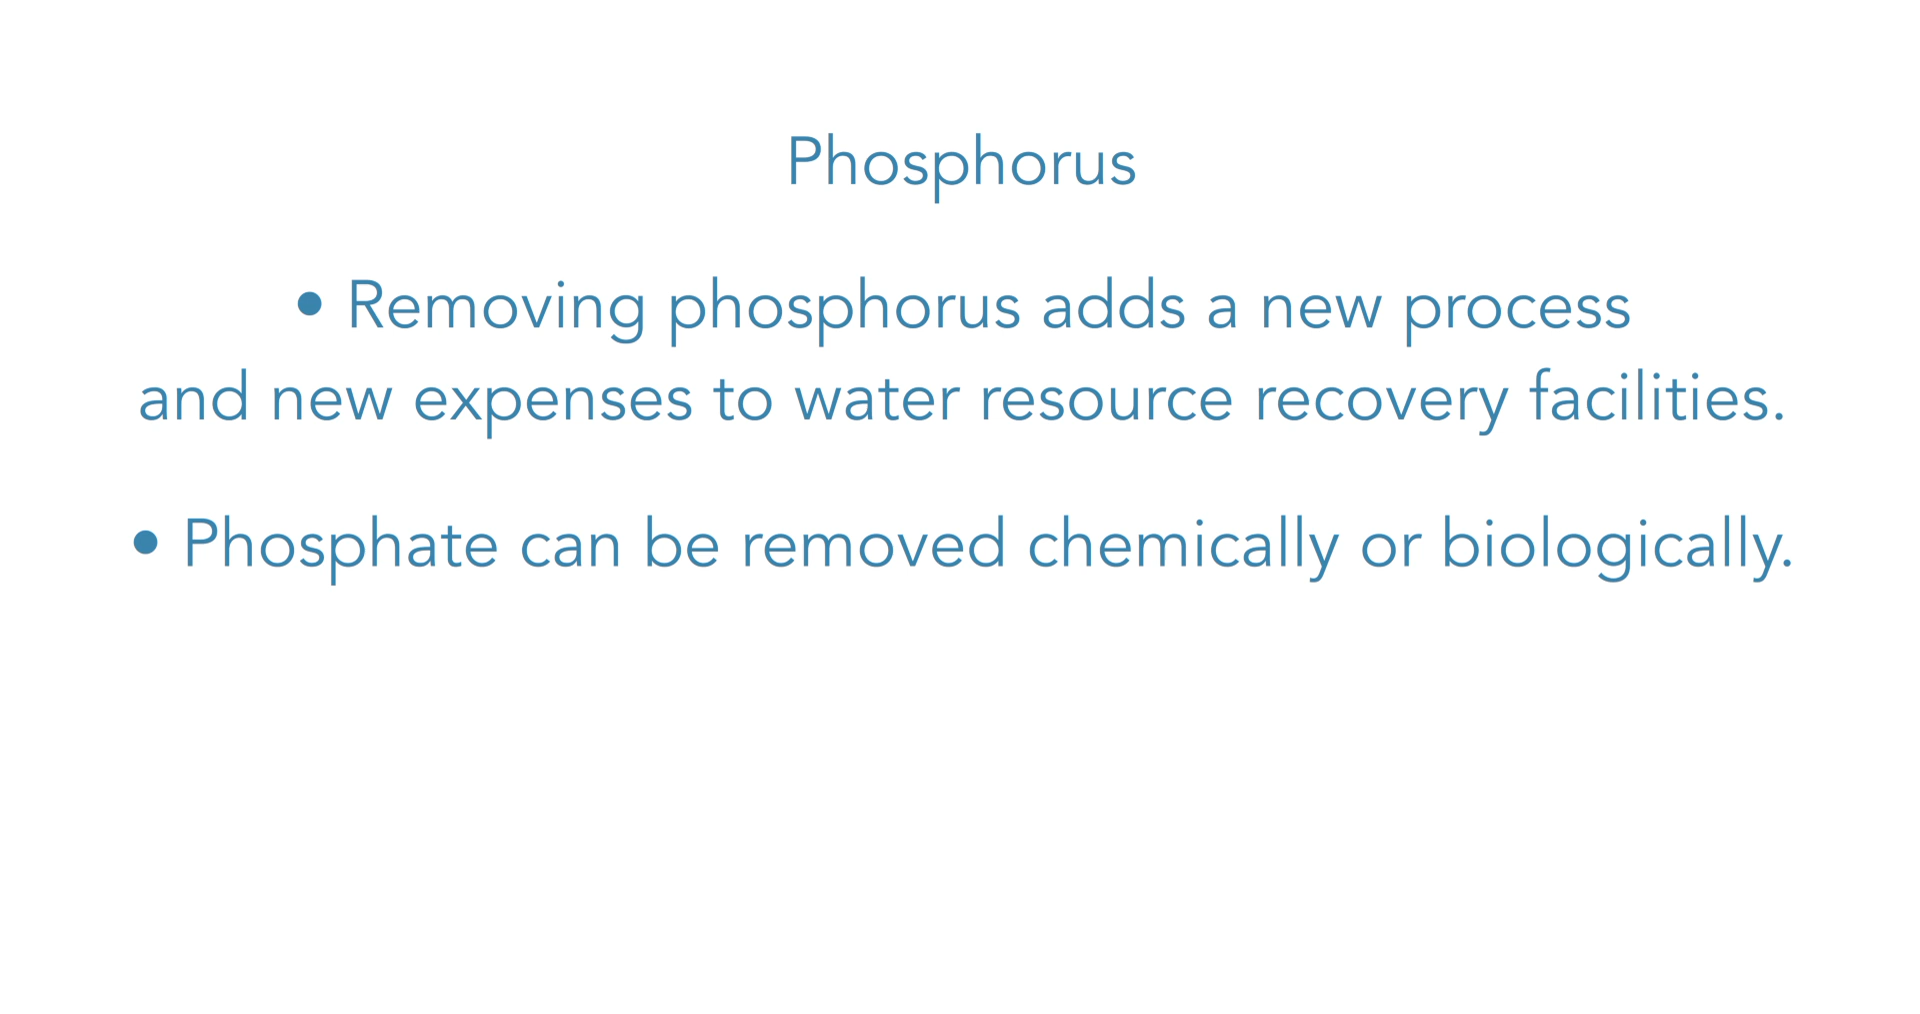 Phosphorus
• Removing phosphorus adds a new process
and new expenses to water resource recovery facilities.
• Phosphate can be removed chemically or biologically.